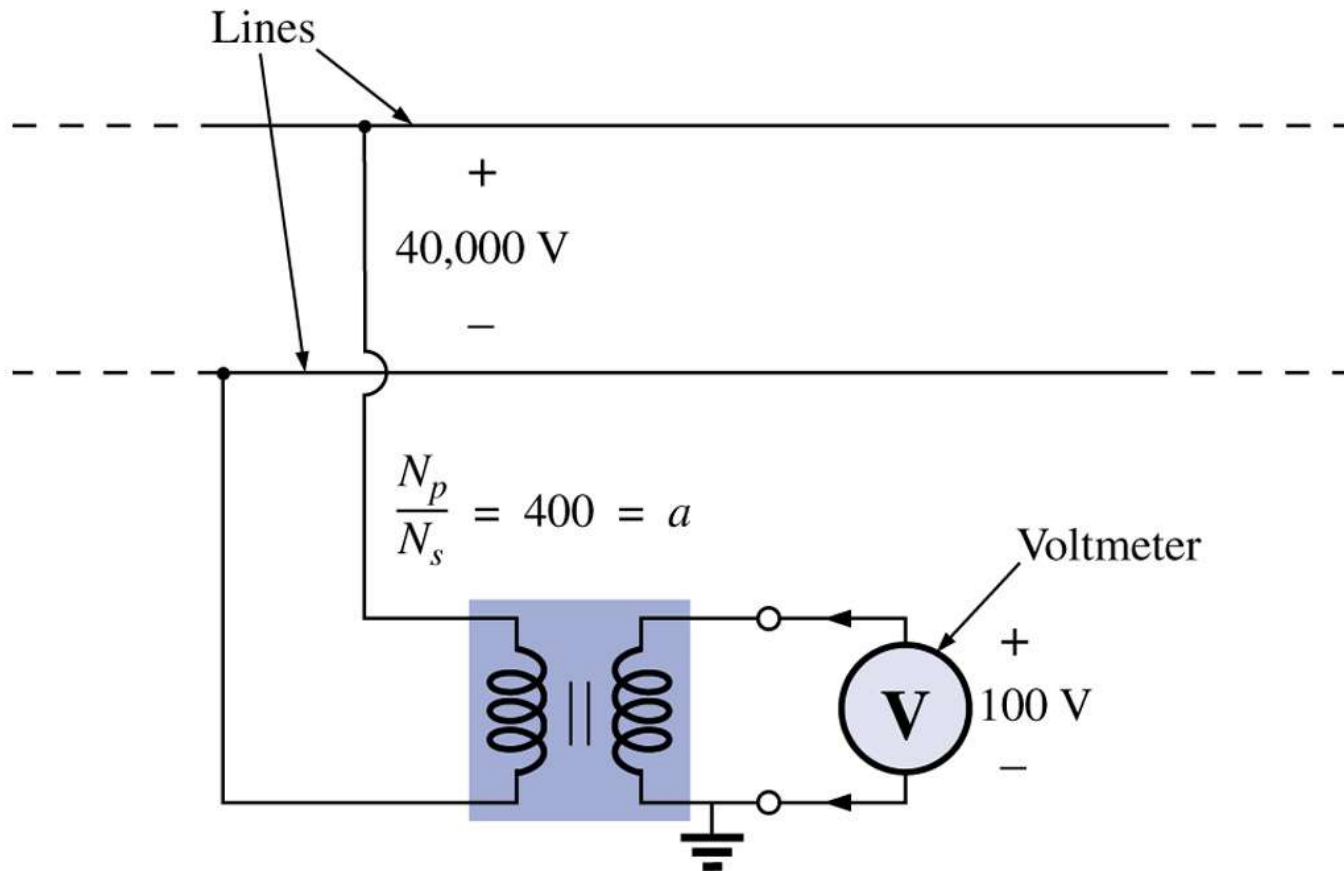 Lines
+
40,000 V
−
N_p
— = 400 = a
N_s
Voltmeter
+
V
100 V
−